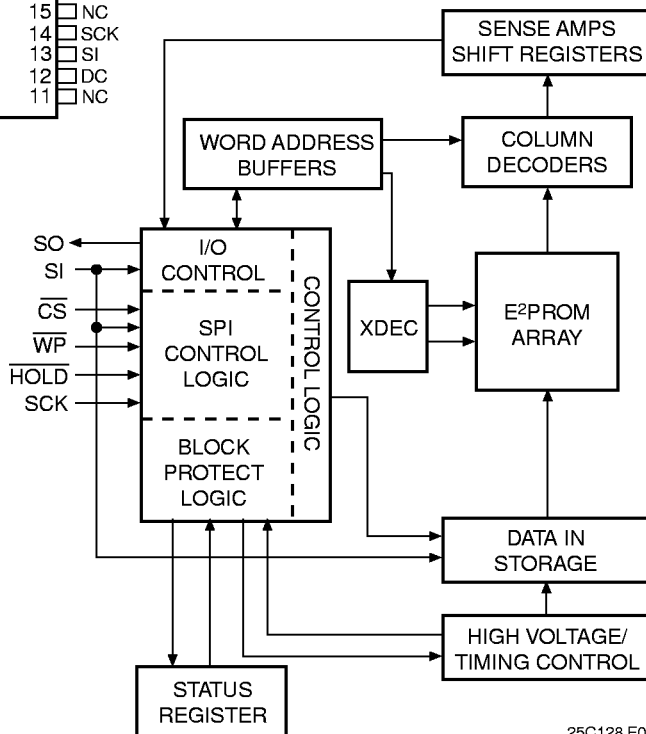 15 NC
14 SCK
13 SI
12 DC
11 NC
SENSE AMPS
SHIFT REGISTERS
WORD ADDRESS
BUFFERS
COLUMN
DECODERS
SO
SI
CS
WP
HOLD
SCK
I/O
CONTROL
SPI
CONTROL
LOGIC
BLOCK
PROTECT
LOGIC
CONTROL LOGIC
XDEC
E²PROM
ARRAY
DATA IN
STORAGE
HIGH VOLTAGE/
TIMING CONTROL
STATUS
REGISTER